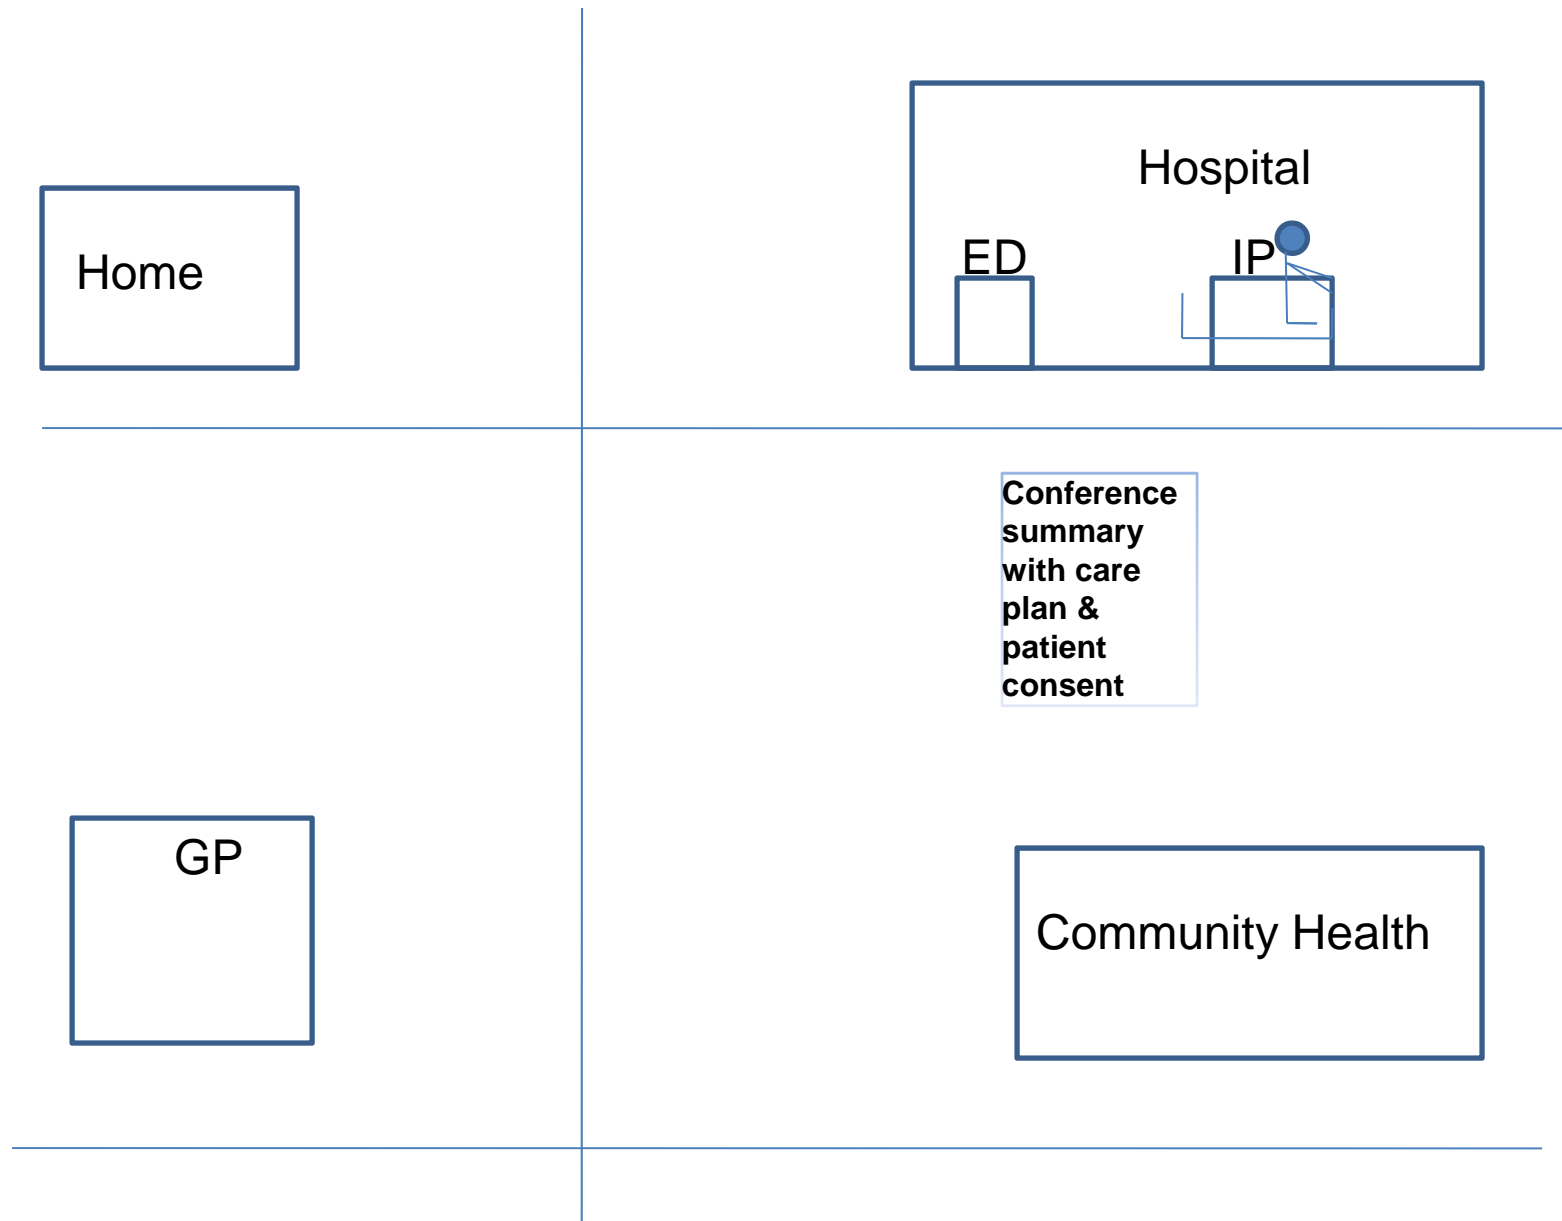 Hospital
ED
IP
Home
Conference
summary
with care
plan &
patient
consent
GP
Community Health